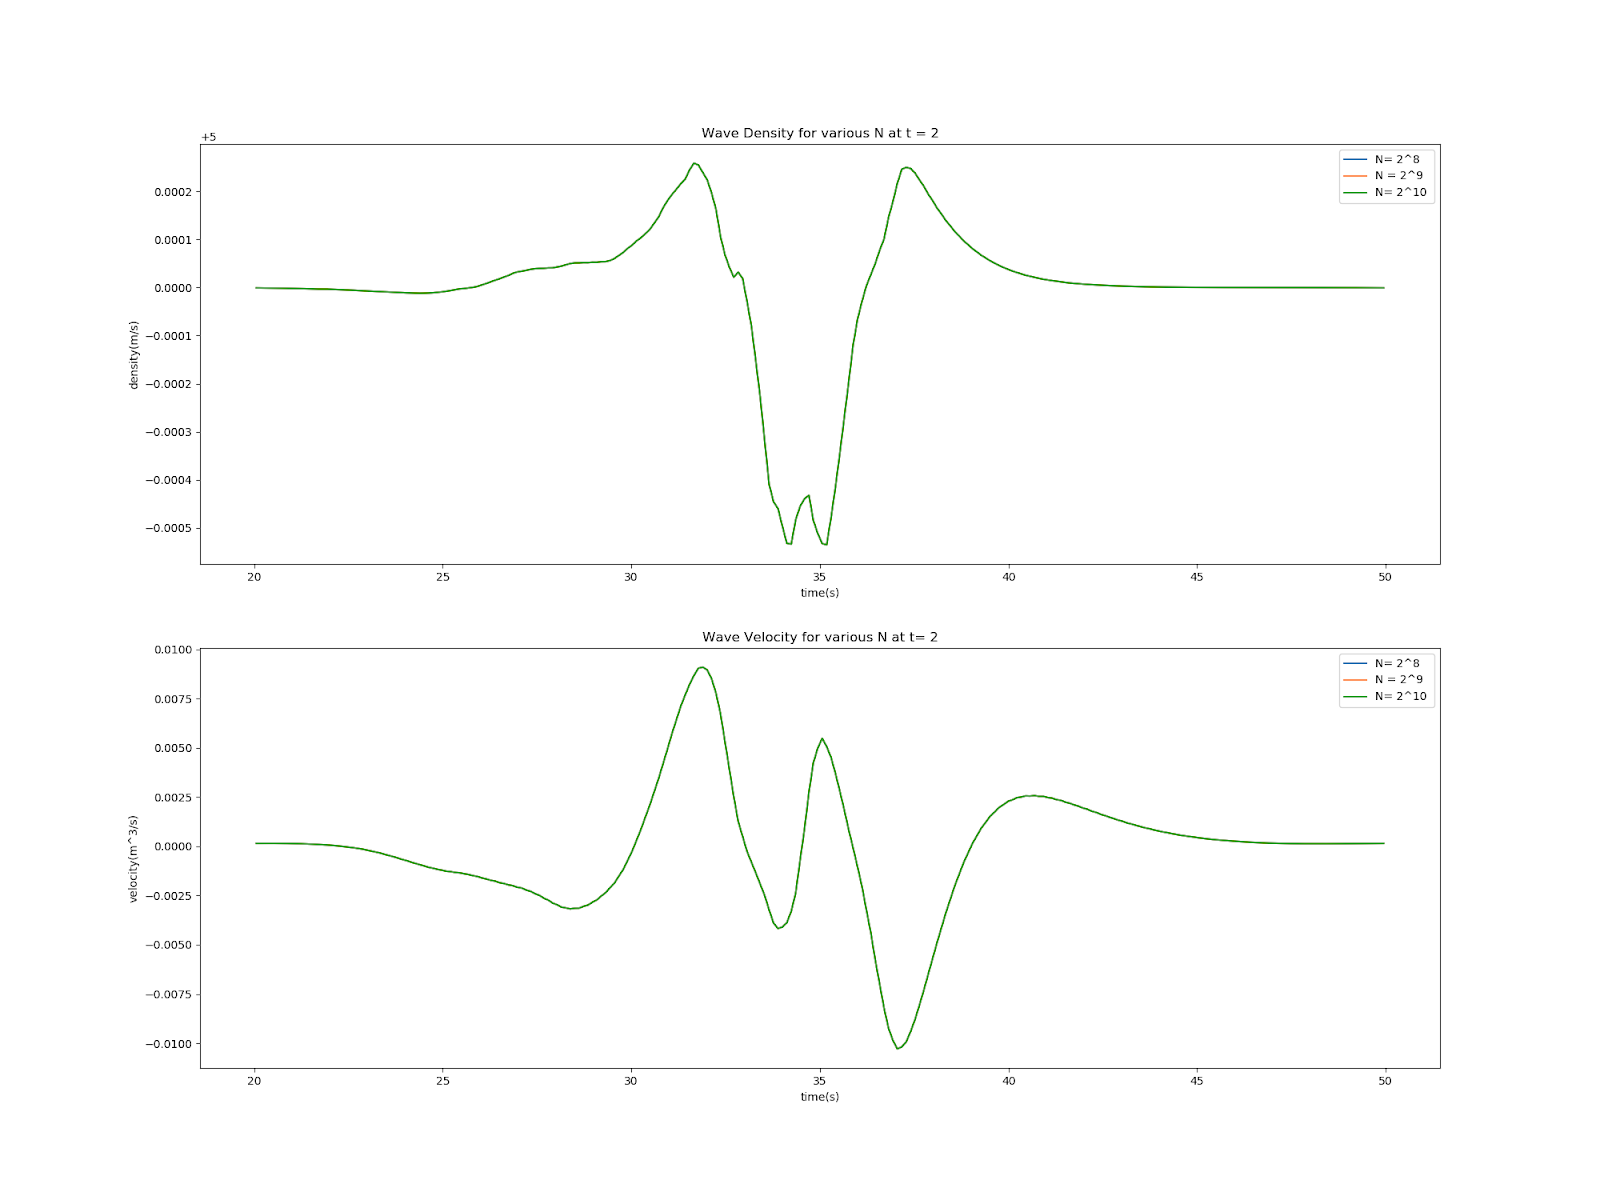 Wave Density for various N at t = 2
+5
N= 2^8
N = 2^9
N= 2^10
0.0002
0.0001
0.0000
−0.0001
−0.0002
−0.0003
−0.0004
−0.0005
density(m/s)
20 25 30 35 40 45 50
time(s)
Wave Velocity for various N at t= 2
N= 2^8
N = 2^9
N= 2^10
0.0100
0.0075
0.0050
0.0025
0.0000
−0.0025
−0.0050
−0.0075
−0.0100
velocity(m^3/s)
20 25 30 35 40 45 50
time(s)